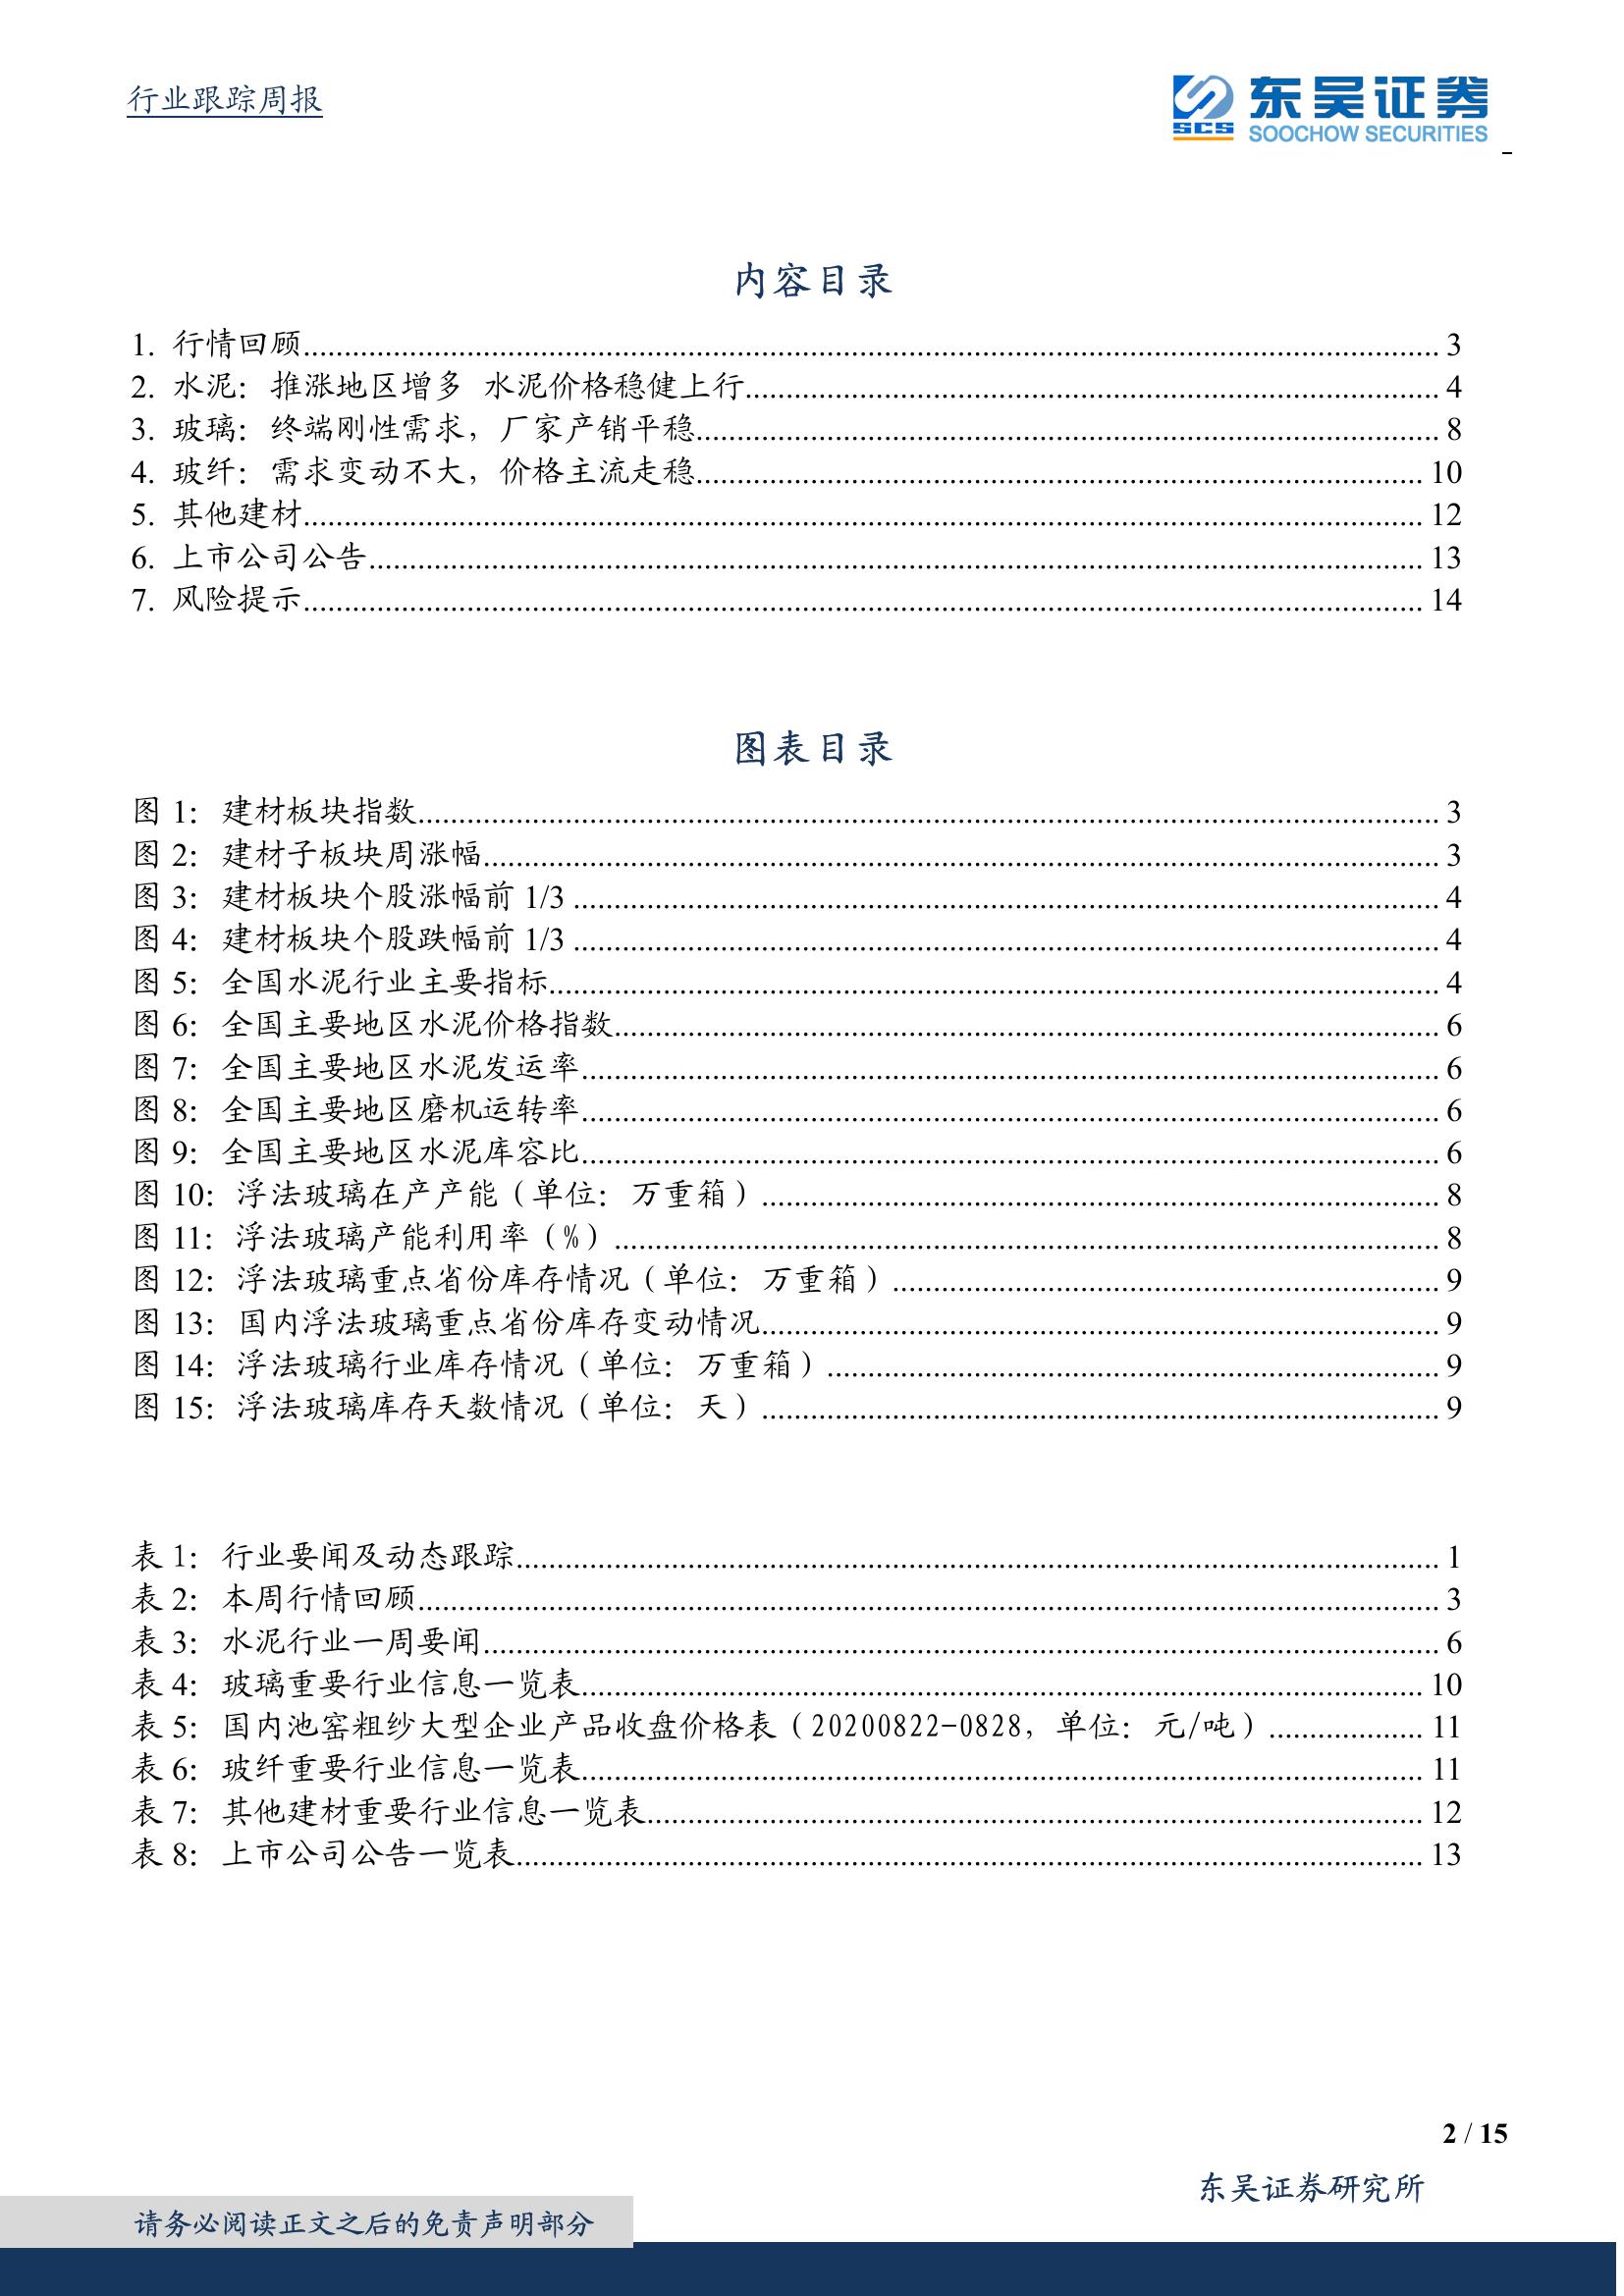 行业跟踪周报
SCS 东吴证券
SOOCHOW SECURITIES
内容目录
1. 行情回顾 3
2. 水泥：推涨地区增多 水泥价格稳健上行 4
3. 玻璃：终端刚性需求，厂家产销平稳 8
4. 玻纤：需求变动不大，价格主流走稳 10
5. 其他建材 12
6. 上市公司公告 13
7. 风险提示 14
图表目录
图 1：建材板块指数 3
图 2：建材子板块周涨幅 3
图 3：建材板块个股涨幅前 1/3 4
图 4：建材板块个股跌幅前 1/3 4
图 5：全国水泥行业主要指标 4
图 6：全国主要地区水泥价格指数 6
图 7：全国主要地区水泥发运率 6
图 8：全国主要地区磨机运转率 6
图 9：全国主要地区水泥库容比 6
图 10：浮法玻璃在产产能（单位：万重箱） 8
图 11：浮法玻璃产能利用率（%） 8
图 12：浮法玻璃重点省份库存情况（单位：万重箱） 9
图 13：国内浮法玻璃重点省份库存变动情况 9
图 14：浮法玻璃行业库存情况（单位：万重箱） 9
图 15：浮法玻璃库存天数情况（单位：天） 9
表 1：行业要闻及动态跟踪 1
表 2：本周行情回顾 3
表 3：水泥行业一周要闻 6
表 4：玻璃重要行业信息一览表 10
表 5：国内池窑粗纱大型企业产品收盘价格表（20200822-0828，单位：元/吨） 11
表 6：玻纤重要行业信息一览表 11
表 7：其他建材重要行业信息一览表 12
表 8：上市公司公告一览表 13
2 / 15
东吴证券研究所
请务必阅读正文之后的免责声明部分